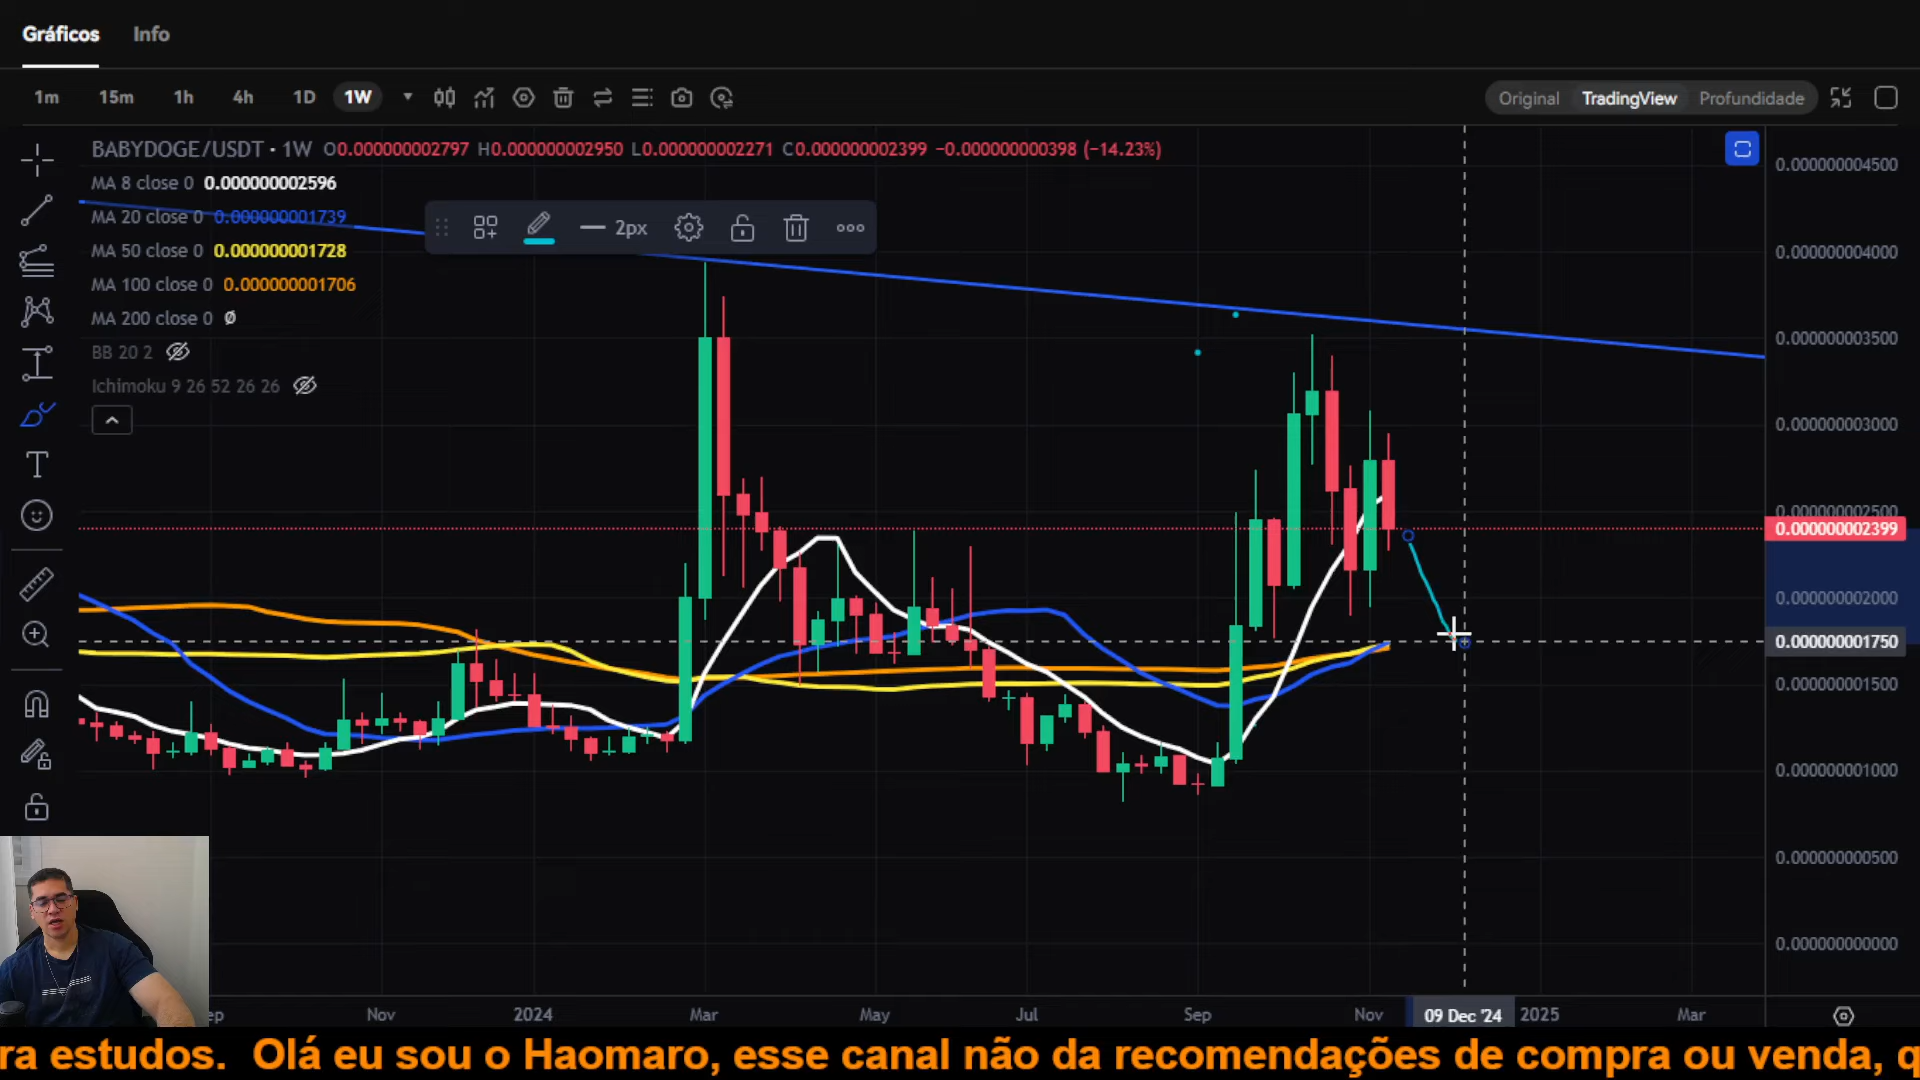 Gráficos Info
1m 15m 1h 4h 1D 1W
Original TradingView Profundidade
BABYDOGE/USDT · 1W O0.000000002797 H0.000000002950 L0.000000002271 C0.000000002399 −0.000000000398 (−14.23%)
MA 8 close 0 0.000000002596
MA 20 close 0 0.000000001739
MA 50 close 0 0.000000001728
MA 100 close 0 0.000000001706
MA 200 close 0 ø
BB 20 2
Ichimoku 9 26 52 26 26
2px
0.000000004500
0.000000004000
0.000000003500
0.000000003000
0.000000002500
0.000000002399
0.000000002000
0.000000001750
0.000000001500
0.000000001000
0.000000000500
0.000000000000
ep Nov 2024 Mar May Jul Sep Nov 09 Dec '24 2025 Mar
ra estudos. Olá eu sou o Haomaro, esse canal não da recomendações de compra ou venda, q